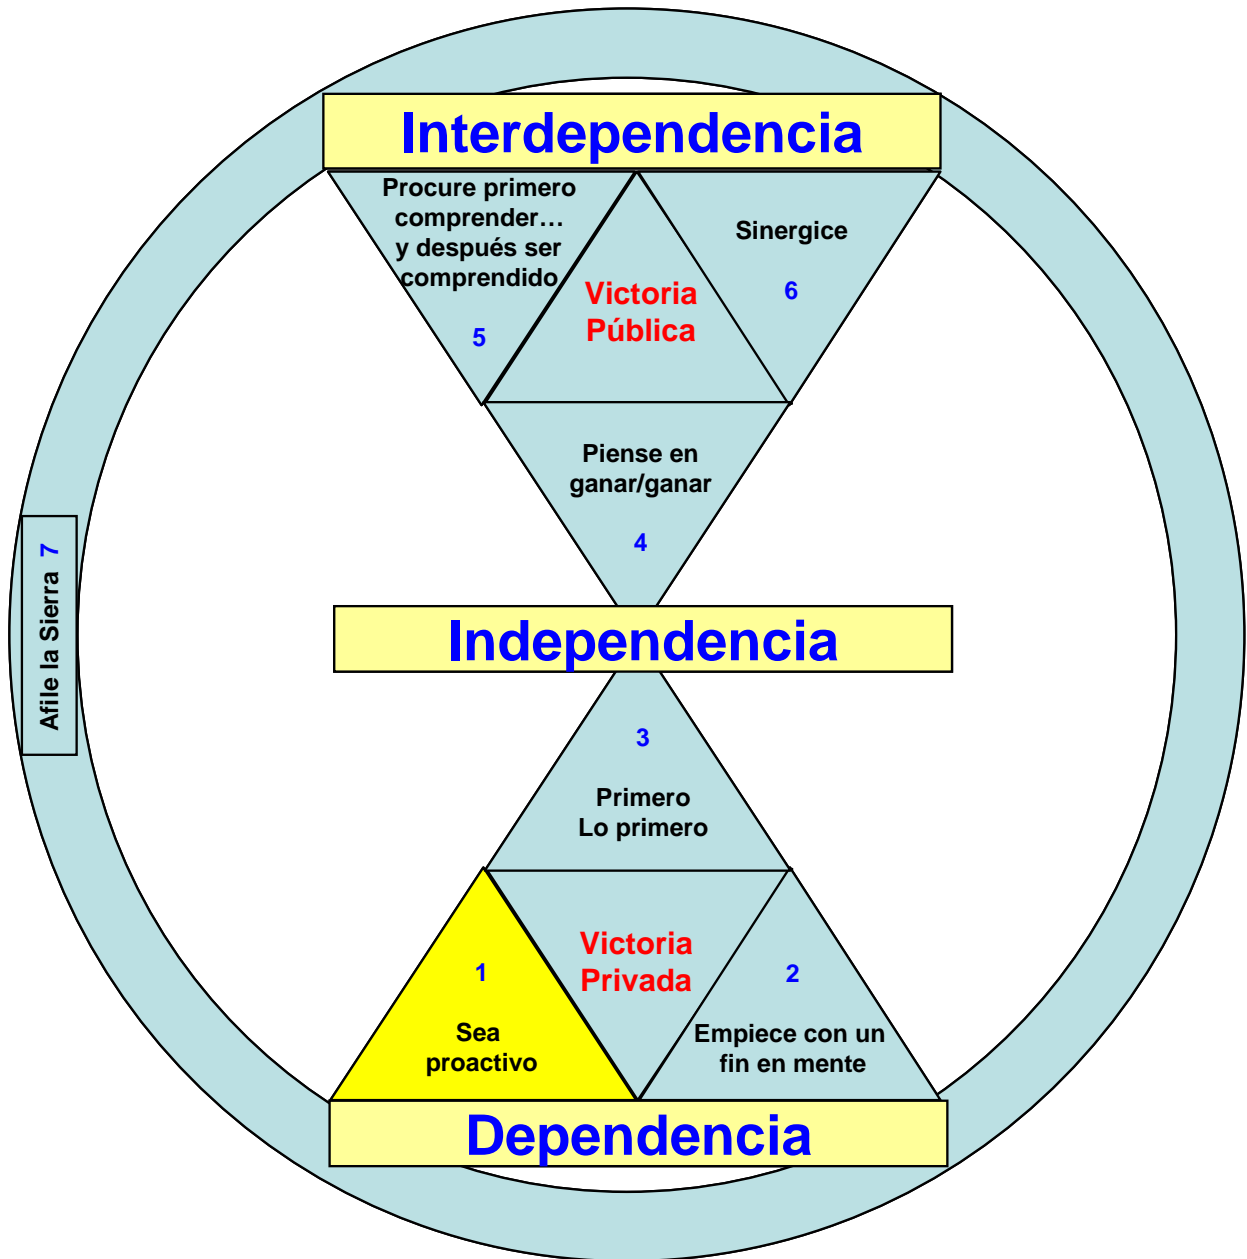 Interdependencia
Procure primero
comprender…
y después ser
comprendido
5
Victoria
Pública
Sinergice
6
Piense en
ganar/ganar
4
Afile la Sierra 7
Independencia
3
Primero
Lo primero
1
Sea
proactivo
Victoria
Privada
2
Empiece con un
fin en mente
Dependencia